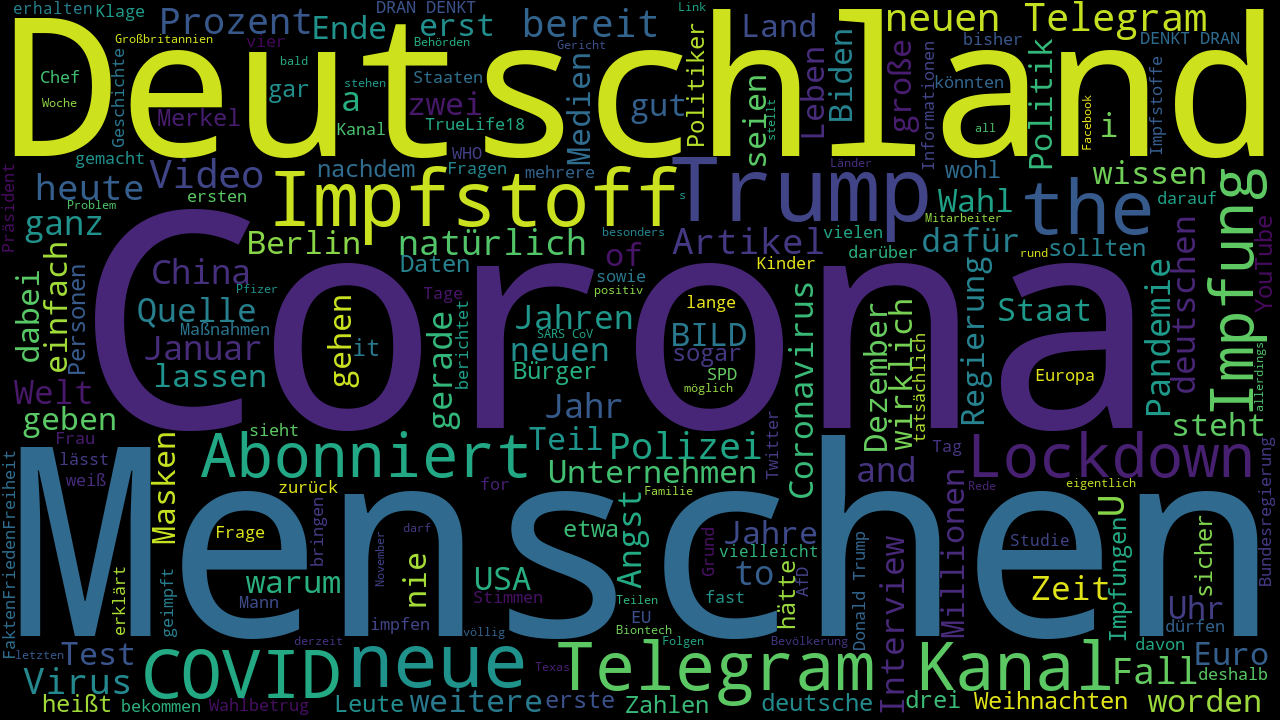 erhalten Klage
DRAN DENKT
Link
Großbritannien
Prozent
Ende
erst
bereit
Land
neuen Telegram
Deutschland
vier
Behörden
Gericht
bisher
DENKT DRAN
Chef
Woche
Geschichte
bald
gar
a
stehen
Staaten
zwei
Medien
gut
Politiker
seien
Leben
Biden
große
Informationen
könnten
Politik
i
Impfstoffe
Facebook
Merkel
Kanal
TrueLife18
stellt
all
gemacht
WHO
Fragen
mehrere
nachdem
Video
heute
ersten
Präsident
Problem
Impfstoff
s
Trump
Länder
wohl
Wahl
the
wissen
darauf
Mitarbeiter
ganz
Berlin
natürlich
besonders
of
Artikel
vielen
darüber
dafür
rund
sollten
Impfung
YouTube
deutschen
Corona
dabei
einfach
Personen
China
Pfizer
Quelle
Maßnahmen
Januar
lassen
Daten
Tage
gehen
it
gerade
berichtet
Jahren
SARS CoV
neuen
Bürger
sowie
positiv
Kinder
lange
BILD
sogar
SPD
möglich
Coronavirus
Dezember
wirklich
tatsächlich
Regierung
Staat
Europa
Pandemie
allerdings
Welt
geben
Jahr
steht
Frau
lässt
weiß
Masken
sieht
Abonniert
Teil
Polizei
Unternehmen
Twitter
and
Tag
Lockdown
Bundesregierung
Menschen
FaktenFriedenFreiheit
zurück
for
Familie
Rede
eigentlich
U
Frage
bringen
November
darf
etwa
Angst
Grund
Jahre
vielleicht
Millionen
Studie
Impfungen
sicher
erklärt
geimpft
warum
Mann
nie
USA
Stimmen
Teilen
fast
to
AfD
hätte
Donald Trump
Interview
Zeit
Uhr
impfen
EU
Biontech
dürfen
letzten
derzeit
völlig
Folgen
Bevölkerung
davon
Test
Virus
COVID
neue
Texas
Telegram Kanal
Fall
Euro
deshalb
heißt
bekommen
Wahlbetrug
Leute
weitere
erste
Zahlen
deutsche
drei
Weihnachten
worden